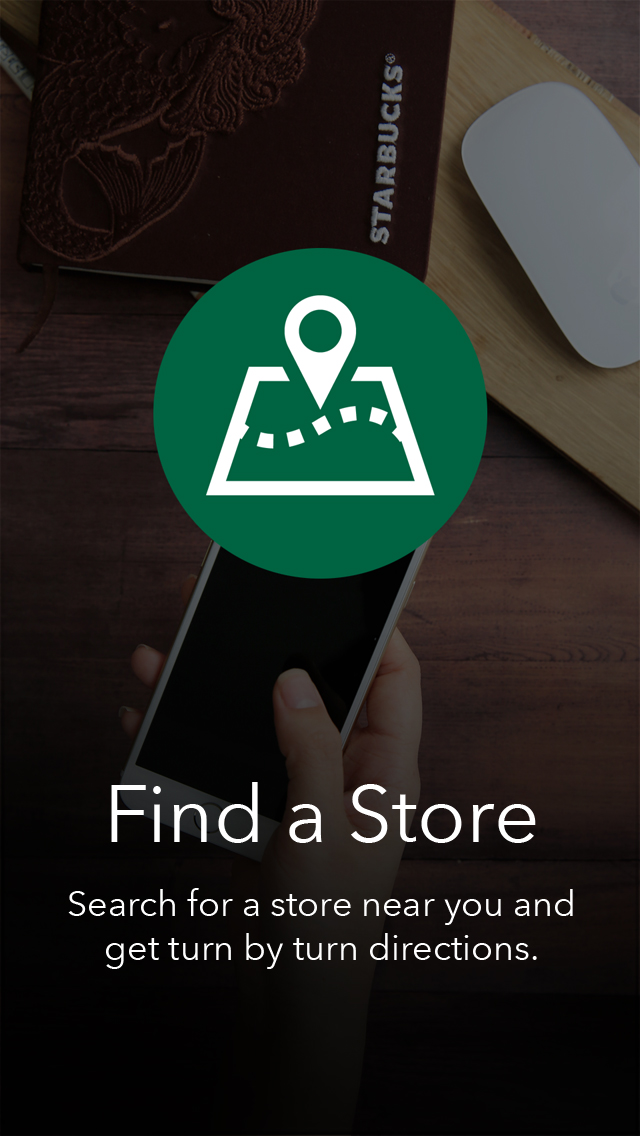 STARBUCKS®
Find a Store
Search for a store near you and
get turn by turn directions.